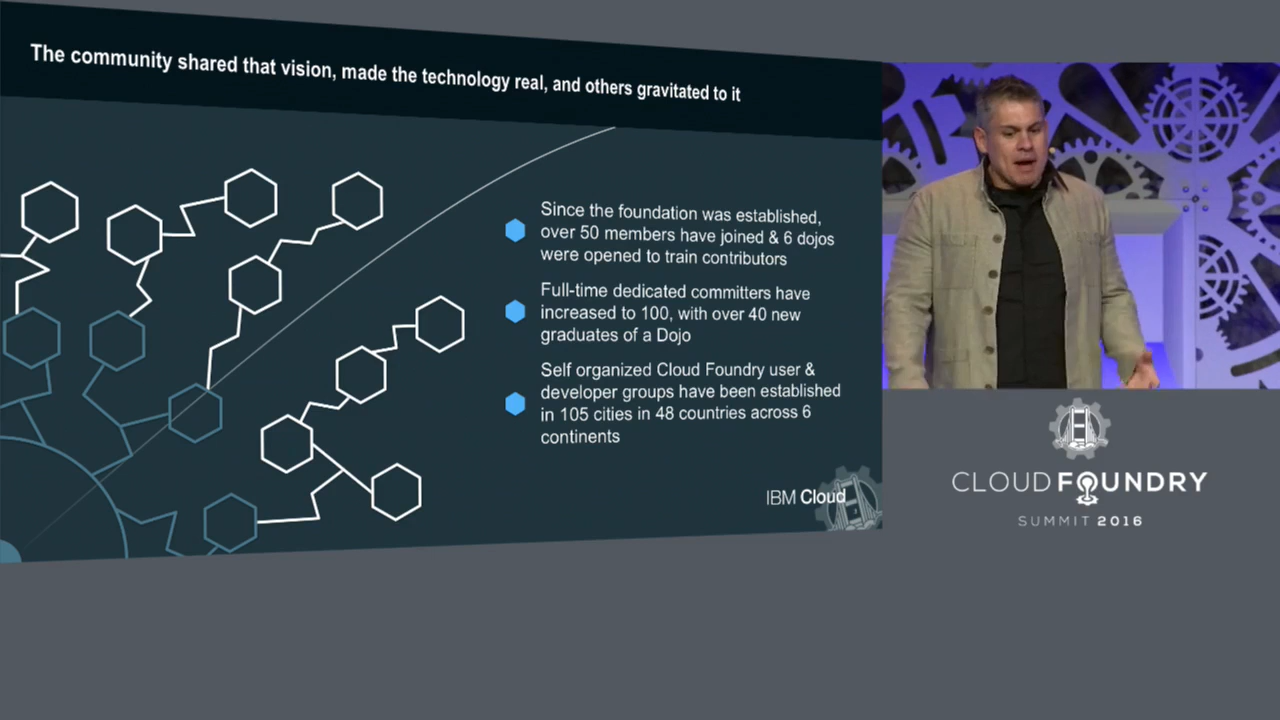 The community shared that vision, made the technology real, and others gravitated to it
Since the foundation was established,
over 50 members have joined & 6 dojos
were opened to train contributors
Full-time dedicated committers have
increased to 100, with over 40 new
graduates of a Dojo
Self organized Cloud Foundry user &
developer groups have been established
in 105 cities in 48 countries across 6
continents
IBM Cloud
CLOUD FOUNDRY
SUMMIT 2016